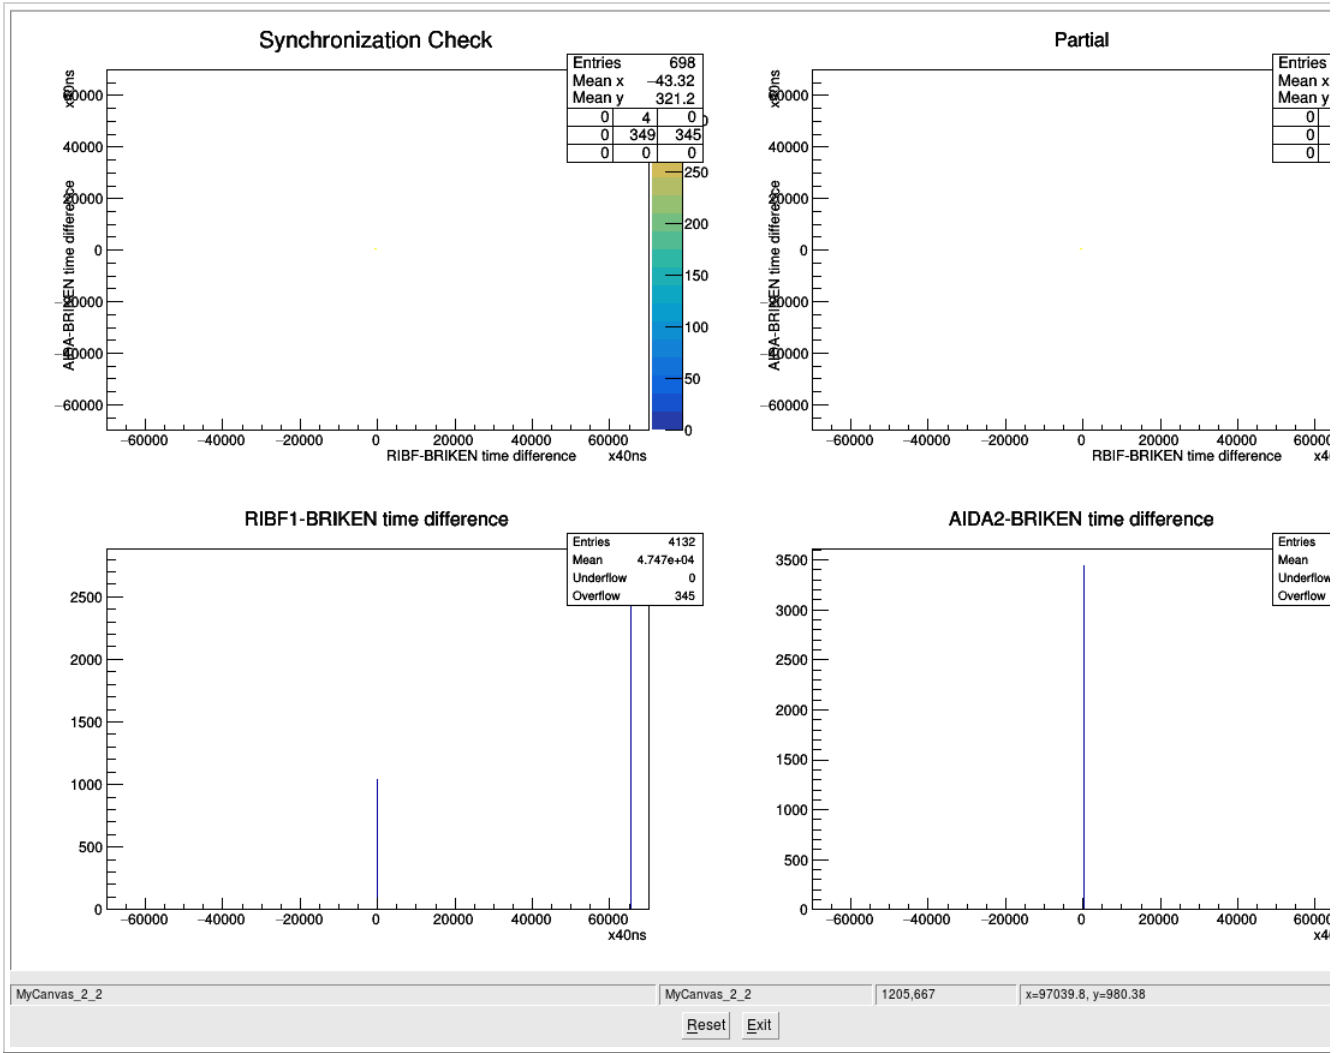 Synchronization Check
Entries 698
Mean x −43.32
Mean y 321.2
0 4 0
0 349 345
0 0 0
x40ns
60000
40000
20000
0
−20000
−40000
−60000
AIDA-BRIKEN time difference
250
200
150
100
50
0
−60000 −40000 −20000 0 20000 40000 60000
RIBF-BRIKEN time difference x40ns
Partial
Entries
Mean x
Mean y
0
0
0
x40ns
60000
40000
20000
0
−20000
−40000
−60000
AIDA-BRIKEN time difference
−60000 −40000 −20000 0 20000 40000 6000
RBIF-BRIKEN time difference x4
RIBF1-BRIKEN time difference
Entries 4132
Mean 4.747e+04
Underflow 0
Overflow 345
2500
2000
1500
1000
500
0
−60000 −40000 −20000 0 20000 40000 60000
x40ns
AIDA2-BRIKEN time difference
Entries
Mean
Underflow
Overflow
3500
3000
2500
2000
1500
1000
500
0
−60000 −40000 −20000 0 20000 40000 6000
x4
MyCanvas_2_2 MyCanvas_2_2 1205,667 x=97039.8, y=980.38
Reset Exit